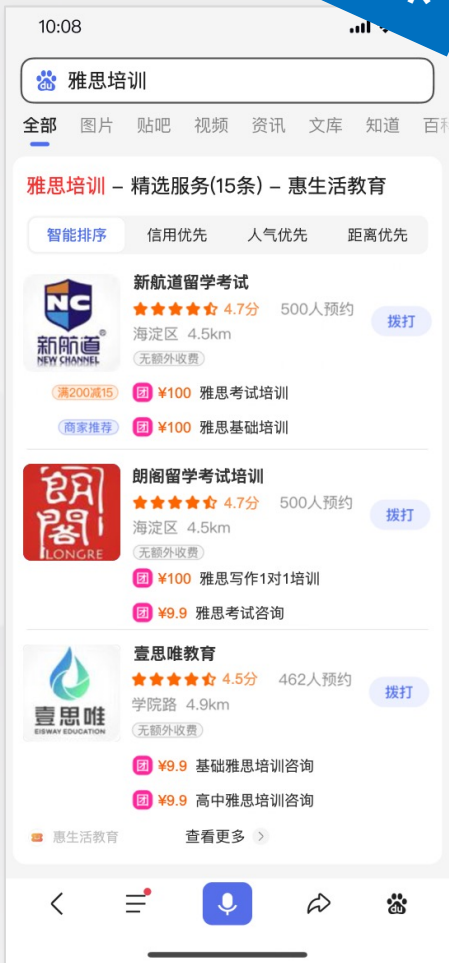 10:08
雅思培训
全部 图片 贴吧 视频 资讯 文库 知道 百
雅思培训 – 精选服务(15条) – 惠生活教育
智能排序 信用优先 人气优先 距离优先
NC
新航道®
NEW CHANNEL
新航道留学考试
4.7分 500人预约
拨打
海淀区 4.5km
无额外收费
满200减15 团 ¥100 雅思考试培训
商家推荐 团 ¥100 雅思基础培训
朗阁
LONGRE
朗阁留学考试培训
4.7分 500人预约
拨打
海淀区 4.5km
无额外收费
团 ¥100 雅思写作1对1培训
团 ¥9.9 雅思考试咨询
壹思唯
EISWAY EDUCATION
壹思唯教育
4.5分 462人预约
拨打
学院路 4.9km
无额外收费
团 ¥9.9 基础雅思培训咨询
团 ¥9.9 高中雅思培训咨询
惠生活教育 查看更多
du